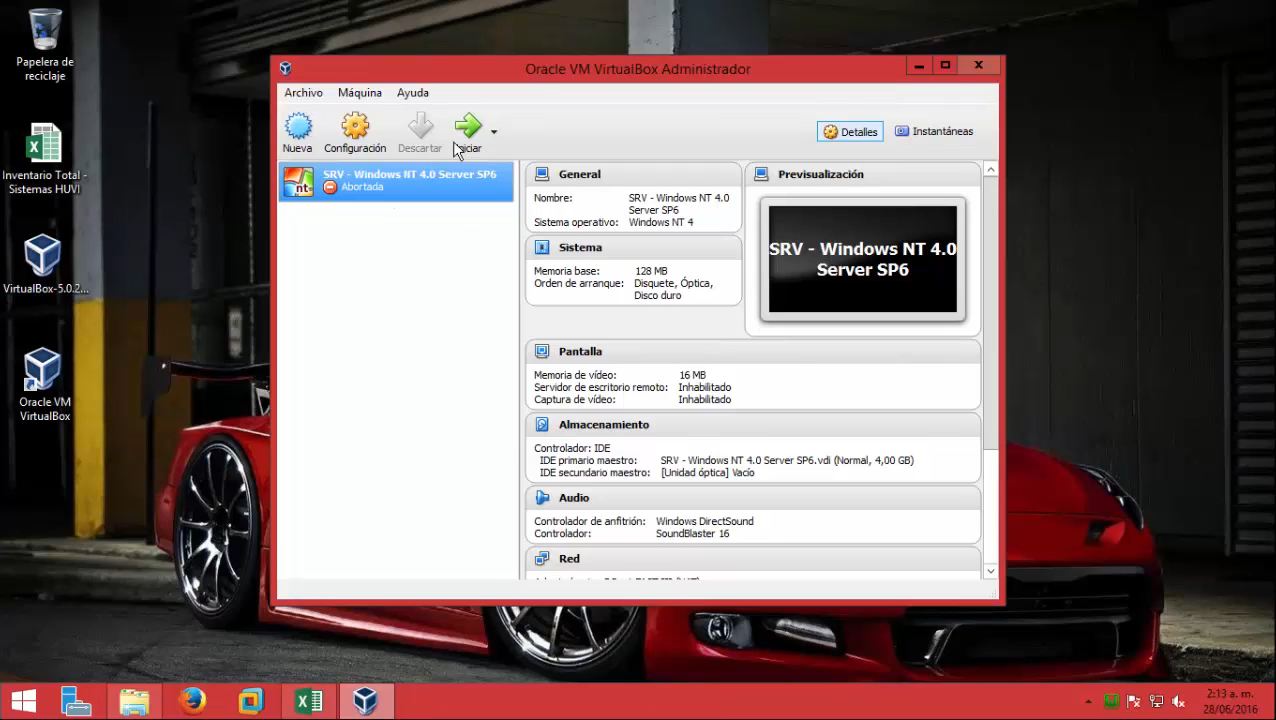 Papelera de
reciclaje
Inventario Total -
Sistemas HUVI
VirtualBox-5.0.2...
Oracle VM
VirtualBox
Oracle VM VirtualBox Administrador
Archivo Máquina Ayuda
Nueva Configuración Descartar Iniciar
Detalles Instantáneas
SRV - Windows NT 4.0 Server SP6
Abortada
General
Nombre: SRV - Windows NT 4.0
Server SP6
Sistema operativo: Windows NT 4
Sistema
Memoria base: 128 MB
Orden de arranque: Disquete, Óptica,
Disco duro
Previsualización
SRV - Windows NT 4.0
Server SP6
Pantalla
Memoria de vídeo: 16 MB
Servidor de escritorio remoto: Inhabilitado
Captura de vídeo: Inhabilitado
Almacenamiento
Controlador: IDE
IDE primario maestro: SRV - Windows NT 4.0 Server SP6.vdi (Normal, 4,00 GB)
IDE secundario maestro: [Unidad óptica] Vacío
Audio
Controlador de anfitrión: Windows DirectSound
Controlador: SoundBlaster 16
Red
2:13 a. m.
28/06/2016